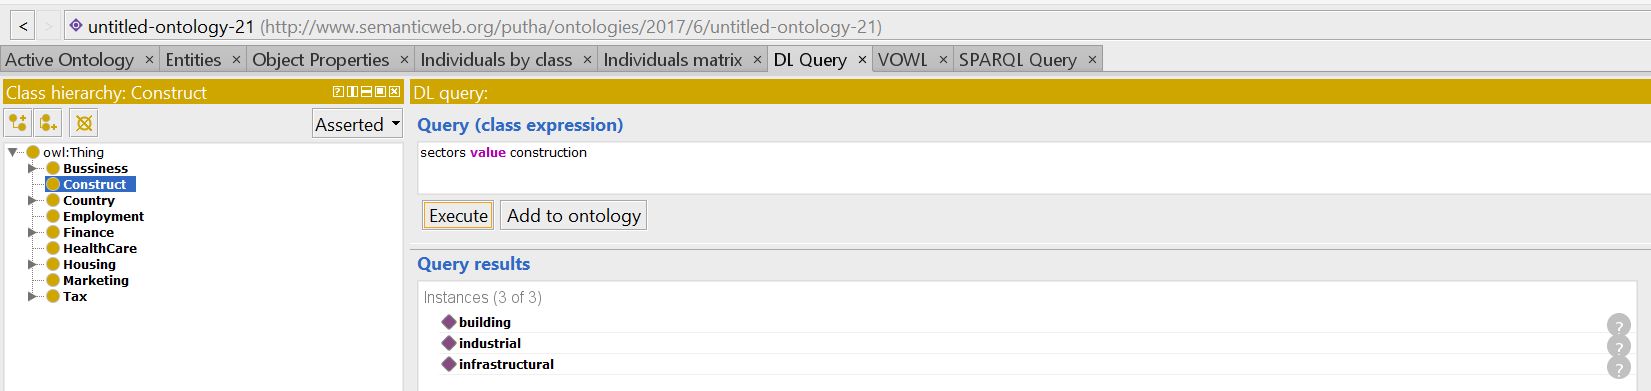 < > untitled-ontology-21 (http://www.semanticweb.org/putha/ontologies/2017/6/untitled-ontology-21)
Active Ontology × Entities × Object Properties × Individuals by class × Individuals matrix × DL Query × VOWL × SPARQL Query ×
Class hierarchy: Construct
Asserted
owl:Thing
Bussiness
Construct
Country
Employment
Finance
HealthCare
Housing
Marketing
Tax
DL query:
Query (class expression)
sectors value construction
Execute Add to ontology
Query results
Instances (3 of 3)
building ?
industrial ?
infrastructural ?